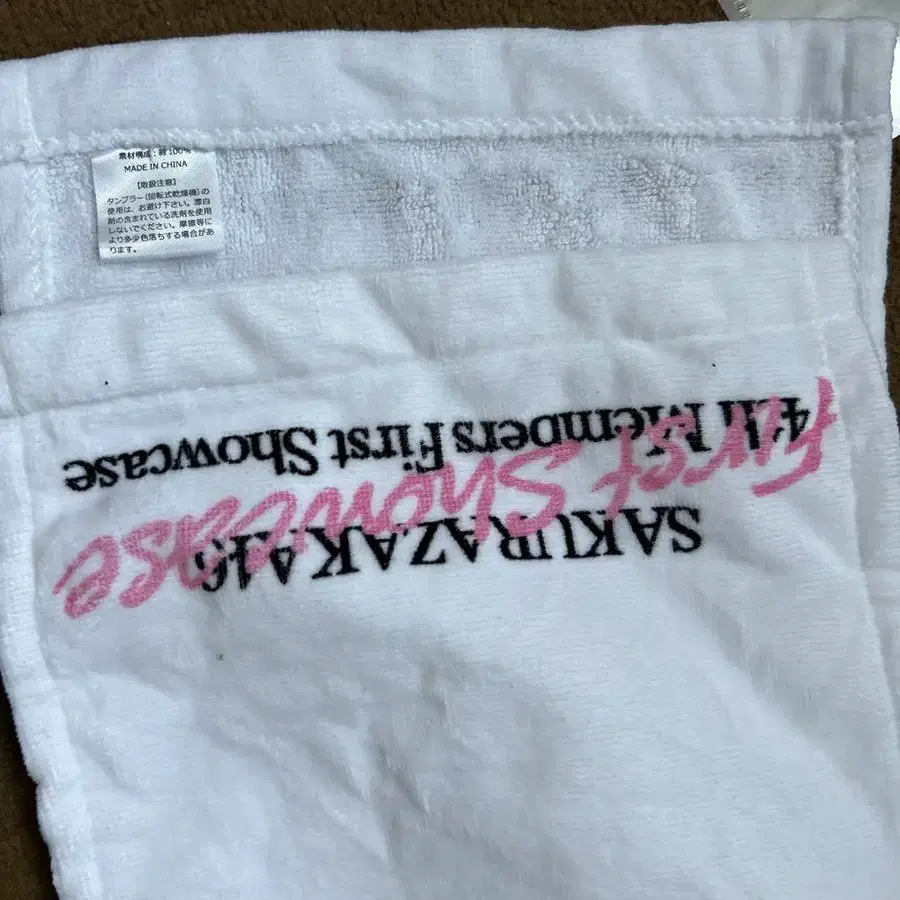 素材構成：綿100%
MADE IN CHINA
【取扱注意】
タンブラー(回転式乾燥機)の
使用は、お避け下さい。漂白
剤の含まれている洗剤を使用
しないでください。摩擦等に
より多少色落ちする場合があ
ります。
SAKURAZAKA46
First Showcase
4th Members First Showcase